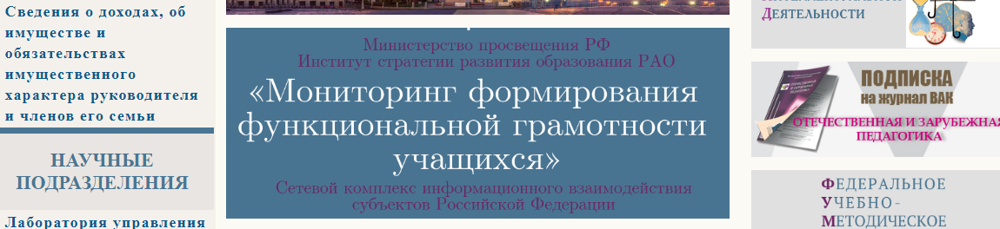 Сведения о доходах, об
имуществе и
обязательствах
имущественного
характера руководителя
и членов его семьи
НАУЧНЫЕ
ПОДРАЗДЕЛЕНИЯ
Лаборатория управления
Министерство просвещения РФ
Институт стратегии развития образования РАО
«Мониторинг формирования
функциональной грамотности
учащихся»
Сетевой комплекс информационного взаимодействия
субъектов Российской Федерации
Деятельности
ПОДПИСКА
на журнал ВАК
ОТЕЧЕСТВЕННАЯ И ЗАРУБЕЖНАЯ
ПЕДАГОГИКА
ФЕДЕРАЛЬНОЕ
УЧЕБНО-
МЕТОДИЧЕСКОЕ